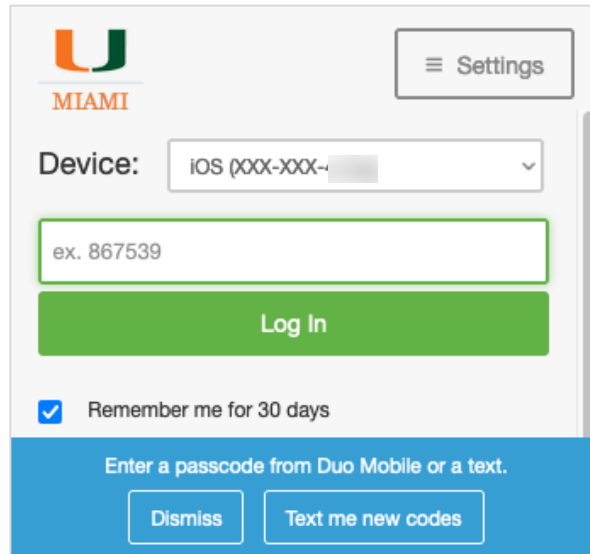 U
MIAMI
≡ Settings
Device:
iOS (XXX-XXX-
ex. 867539
Log In
Remember me for 30 days
Enter a passcode from Duo Mobile or a text.
Dismiss
Text me new codes